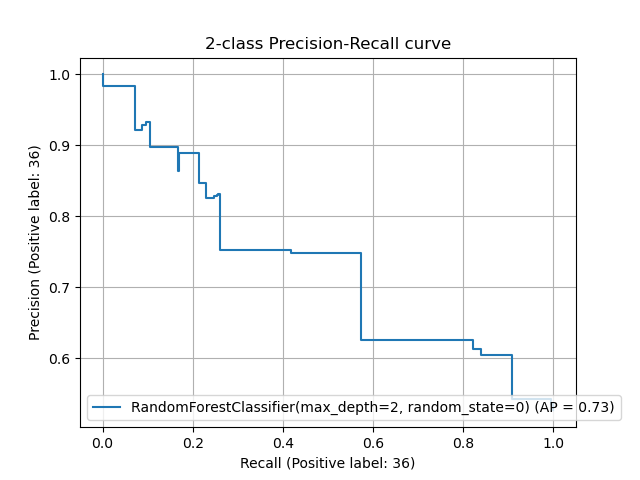 2-class Precision-Recall curve
Precision (Positive label: 36)
1.0
0.9
0.8
0.7
0.6
RandomForestClassifier(max_depth=2, random_state=0) (AP = 0.73)
0.0 0.2 0.4 0.6 0.8 1.0
Recall (Positive label: 36)